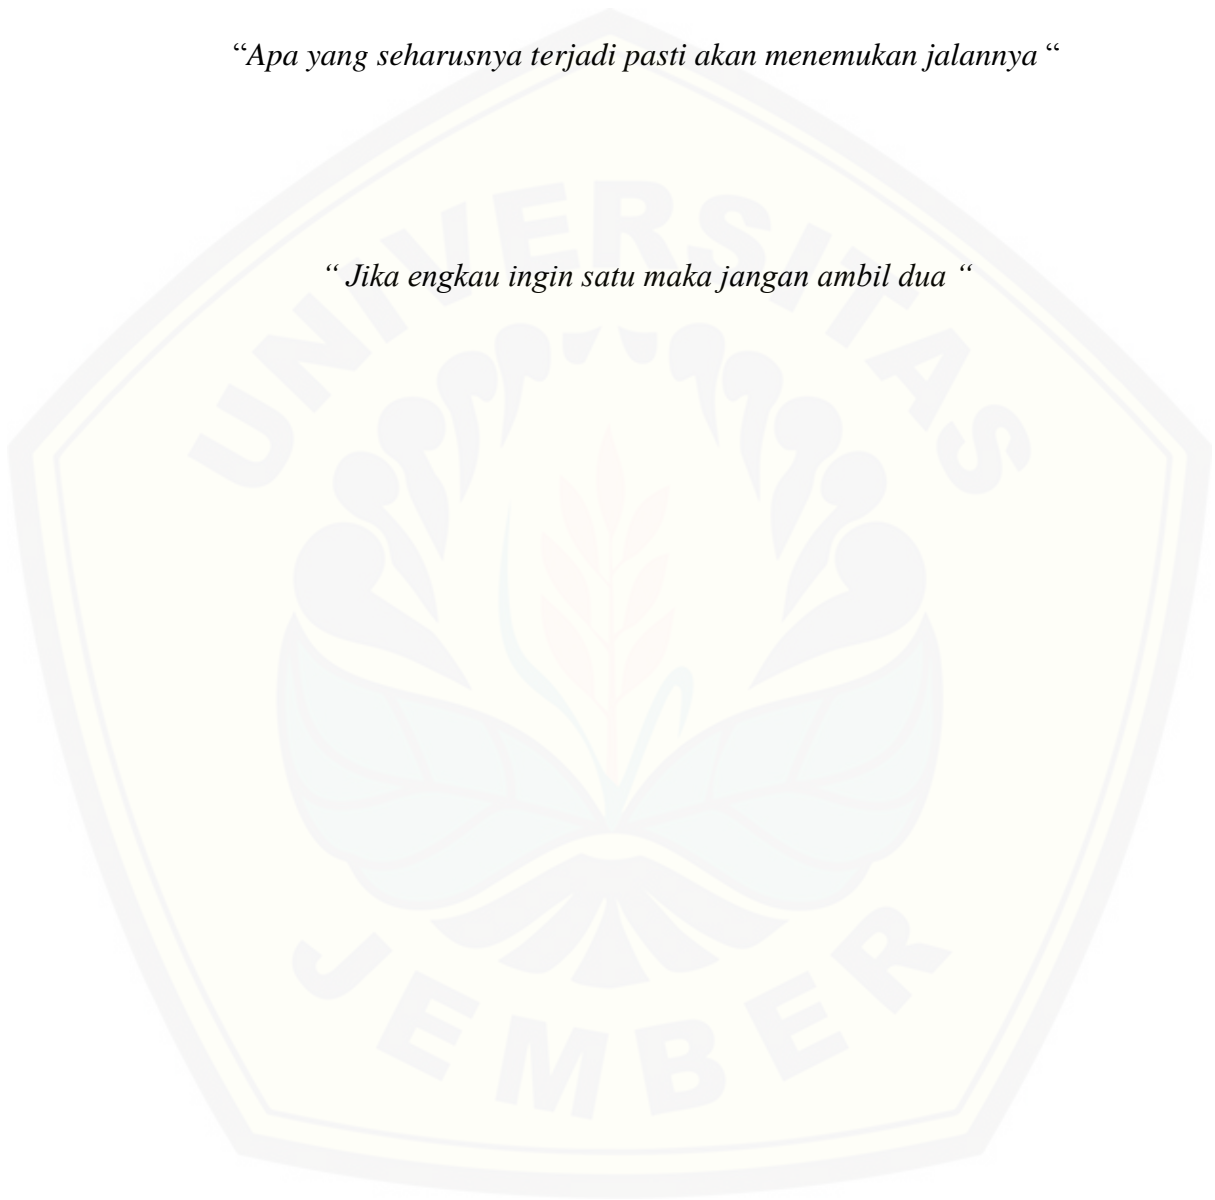 “Apa yang seharusnya terjadi pasti akan menemukan jalannya “
“ Jika engkau ingin satu maka jangan ambil dua “
UNIVERSITAS
JEMBER